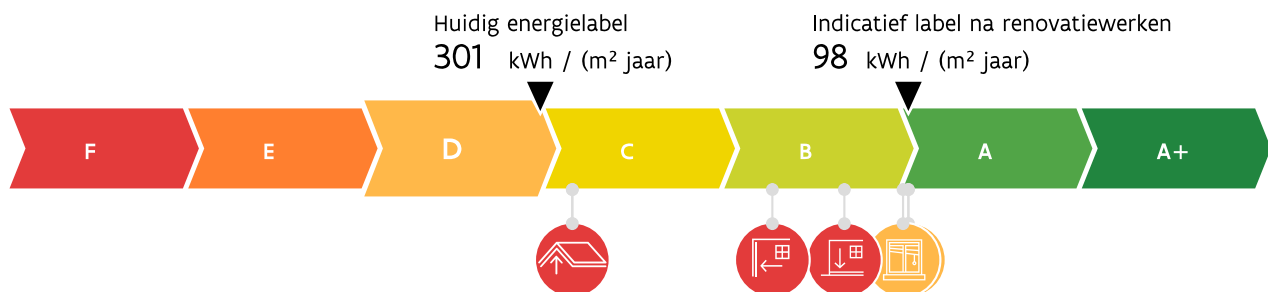 Huidig energielabel
301 kWh / (m² jaar)
Indicatief label na renovatiewerken
98 kWh / (m² jaar)
F E D C B A A+